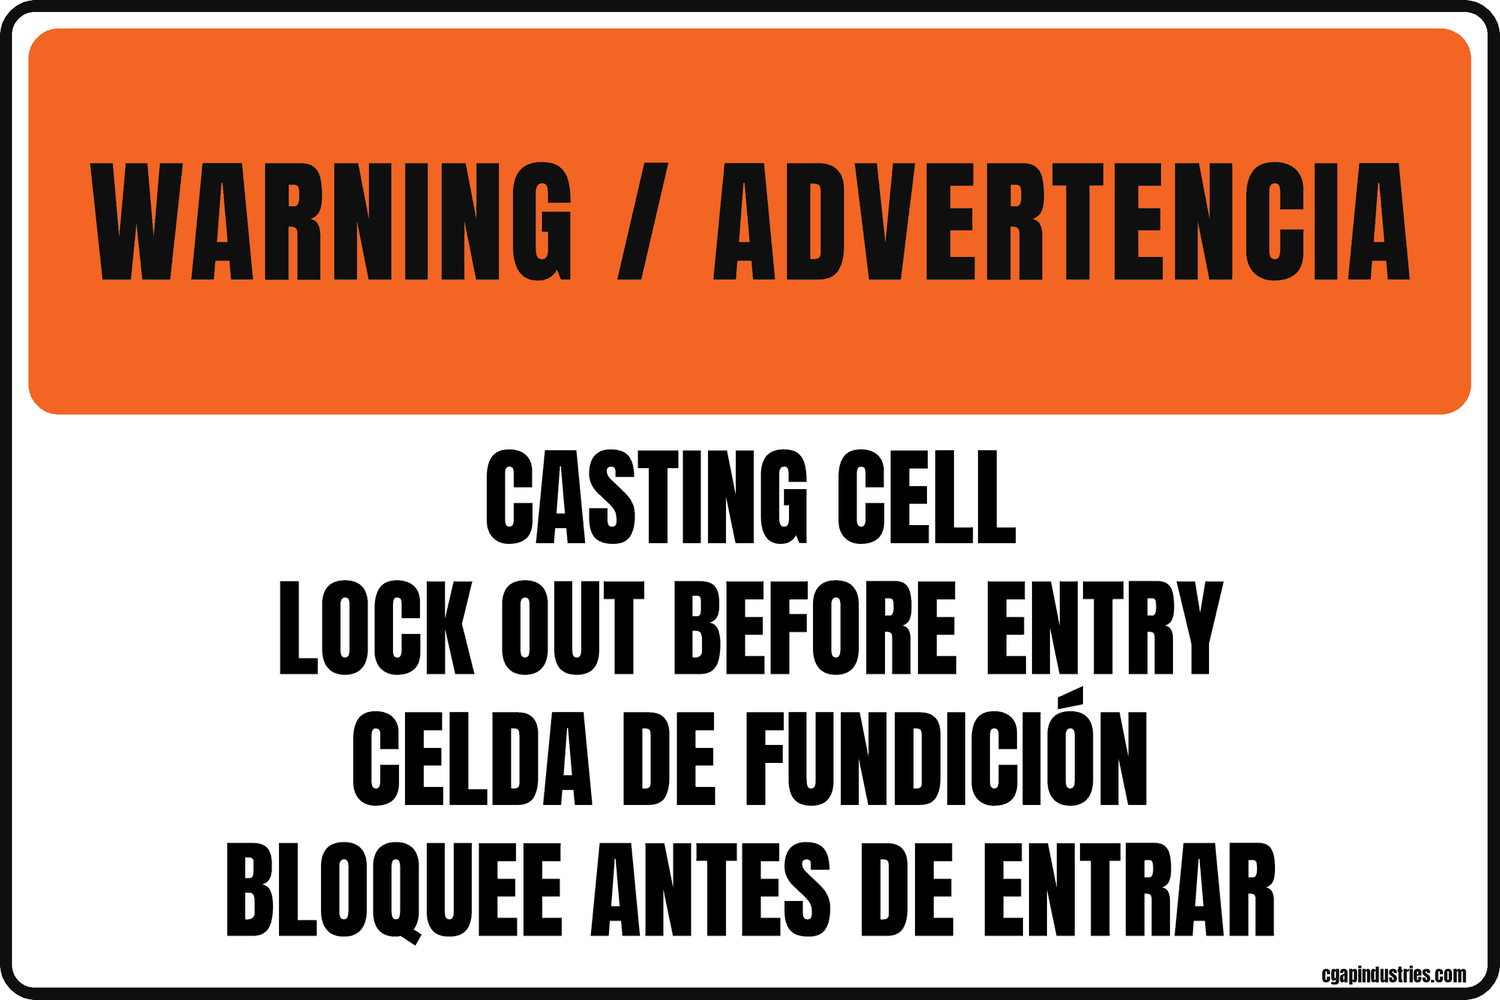 WARNING / ADVERTENCIA
CASTING CELL
LOCK OUT BEFORE ENTRY
CELDA DE FUNDICIÓN
BLOQUEE ANTES DE ENTRAR
cgapindustries.com